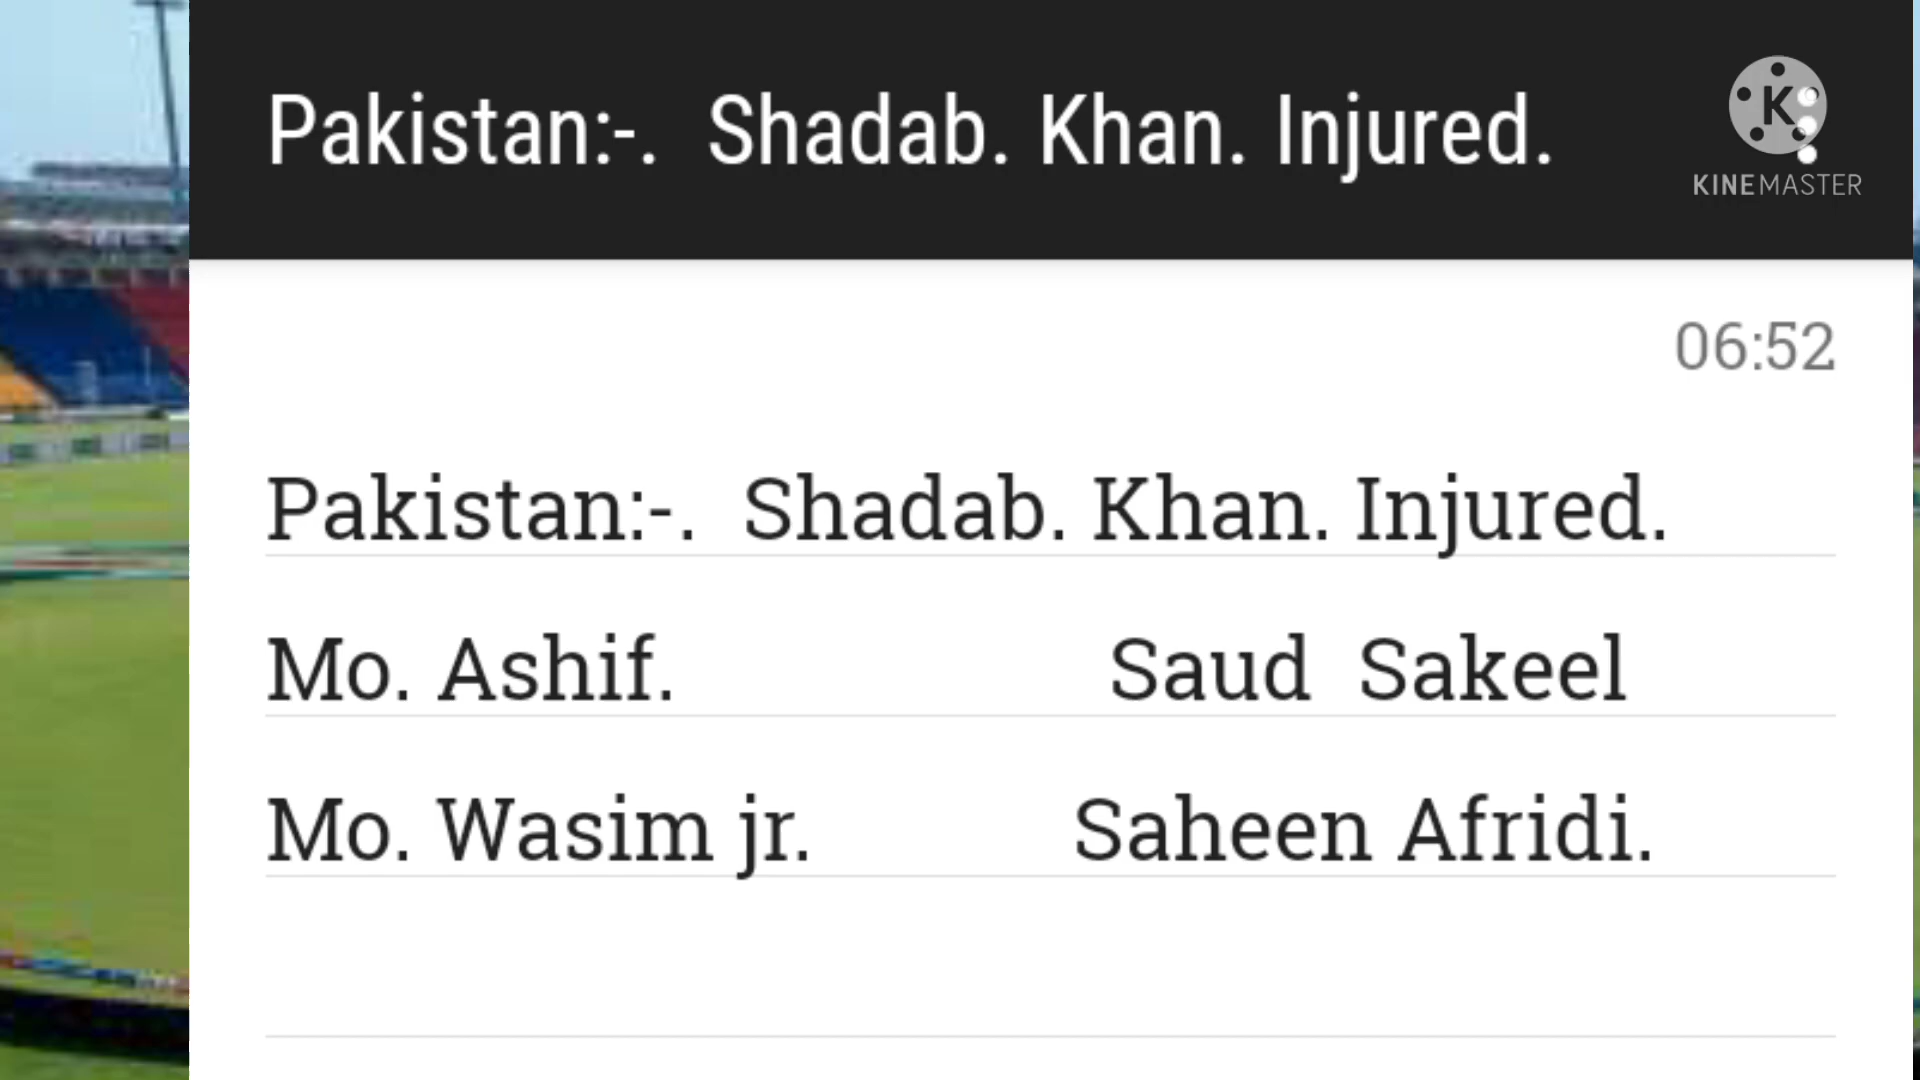 Pakistan:-.  Shadab. Khan. Injured.
KINEMASTER
06:52
Pakistan:-.  Shadab. Khan. Injured.
Mo. Ashif. Saud  Sakeel
Mo. Wasim jr. Saheen Afridi.